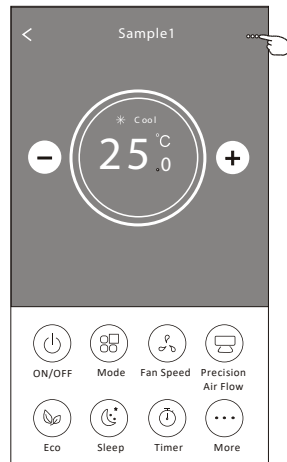 Sample1
Cool
25.0 °C
ON/OFF
Mode
Fan Speed
Precision
Air Flow
Eco
Sleep
Timer
More